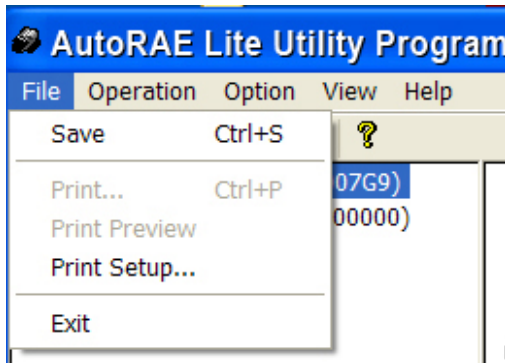 AutoRAE Lite Utility Program
File Operation Option View Help
Save Ctrl+S
Print... Ctrl+P
07G9)
Print Preview
00000)
Print Setup...
Exit